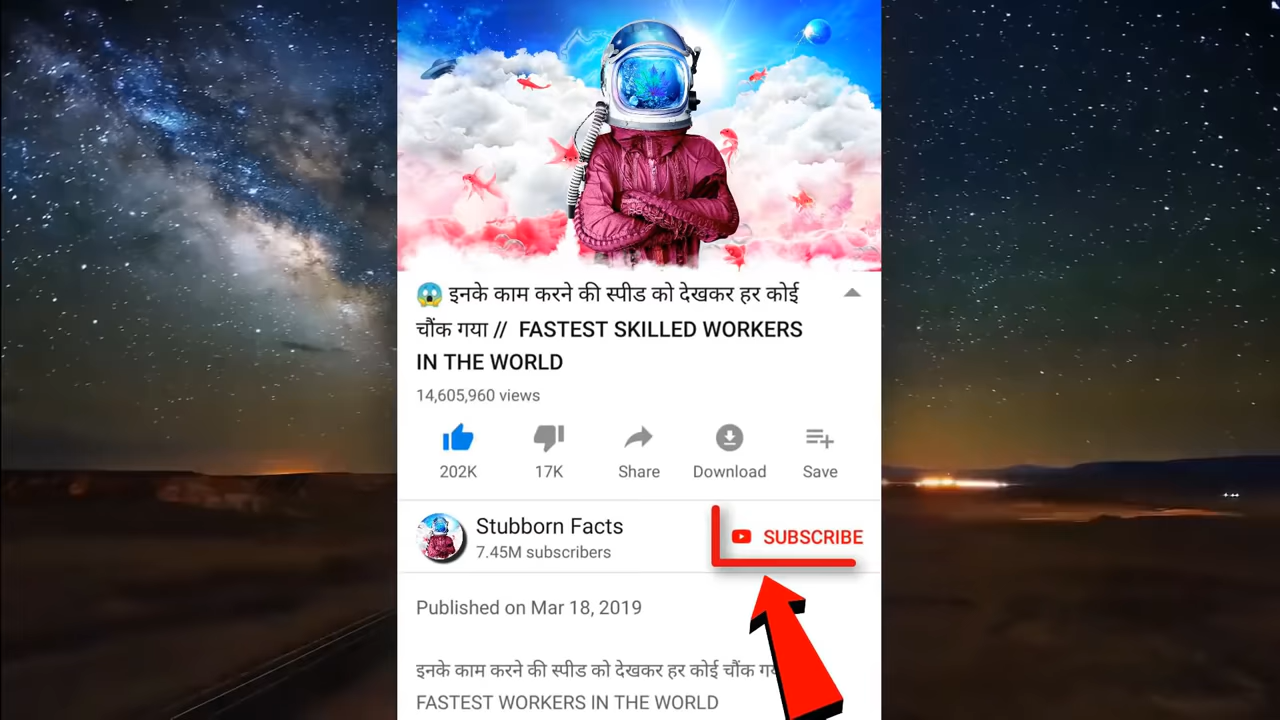 😱 इनके काम करने की स्पीड को देखकर हर कोई
चौंक गया // FASTEST SKILLED WORKERS
IN THE WORLD
14,605,960 views
202K
17K
Share
Download
Save
Stubborn Facts
7.45M subscribers
SUBSCRIBE
Published on Mar 18, 2019
इनके काम करने की स्पीड को देखकर हर कोई चौंक
FASTEST WORKERS IN THE WORLD